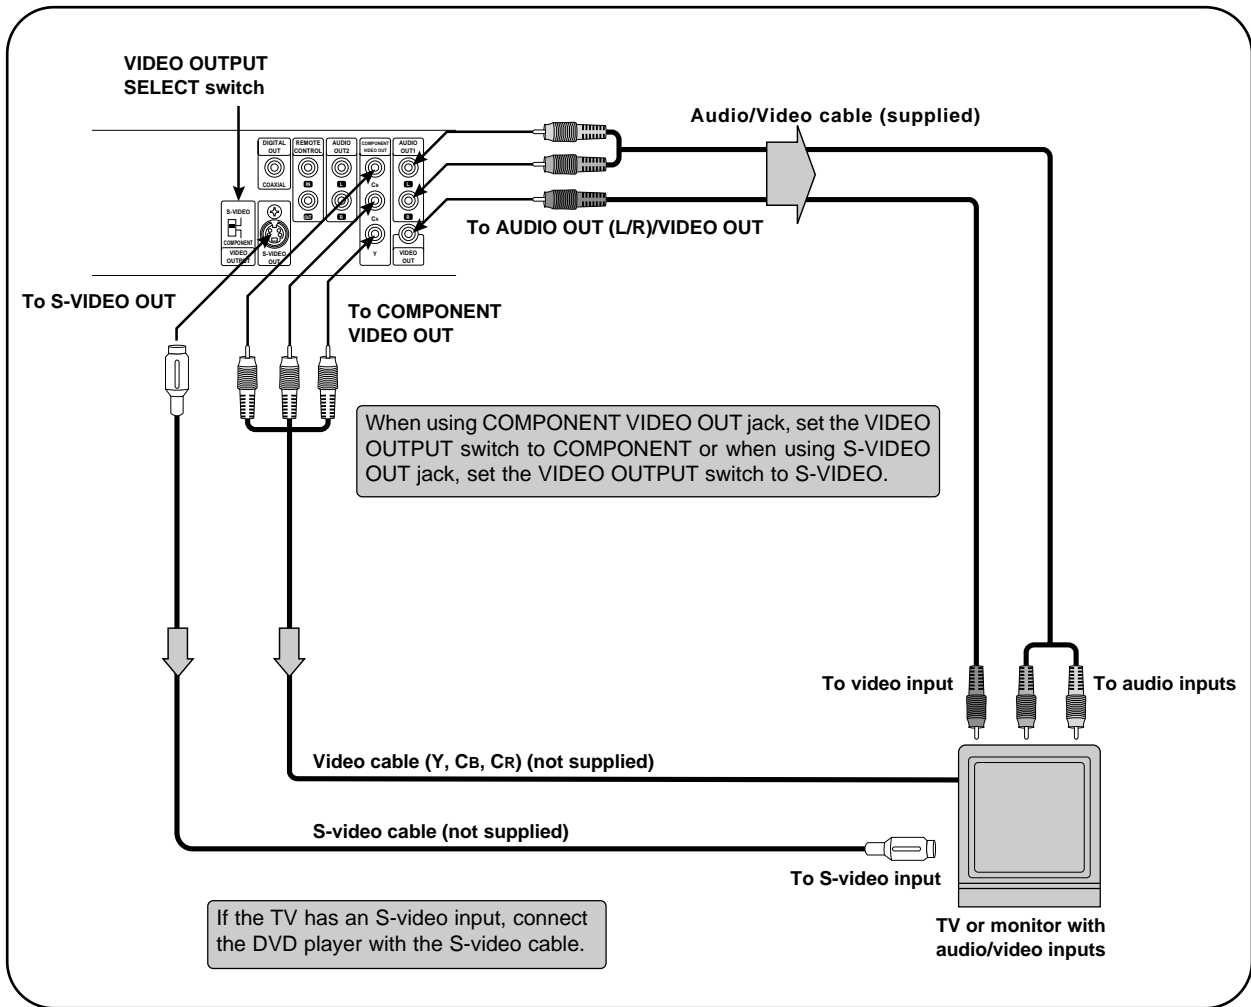 VIDEO OUTPUT
SELECT switch
Audio/Video cable (supplied)
DIGITAL
OUT
COAXIAL
REMOTE
CONTROL
IN
OUT
AUDIO
OUT2
L
R
COMPONENT
VIDEO OUT
CB
CR
Y
AUDIO
OUT1
L
R
VIDEO
OUT
S-VIDEO
COMPONENT
VIDEO
OUTPUT
S-VIDEO
OUT
To AUDIO OUT (L/R)/VIDEO OUT
To S-VIDEO OUT
To COMPONENT
VIDEO OUT
When using COMPONENT VIDEO OUT jack, set the VIDEO
OUTPUT switch to COMPONENT or when using S-VIDEO
OUT jack, set the VIDEO OUTPUT switch to S-VIDEO.
To video input
To audio inputs
Video cable (Y, CB, CR) (not supplied)
S-video cable (not supplied)
To S-video input
If the TV has an S-video input, connect
the DVD player with the S-video cable.
TV or monitor with
audio/video inputs